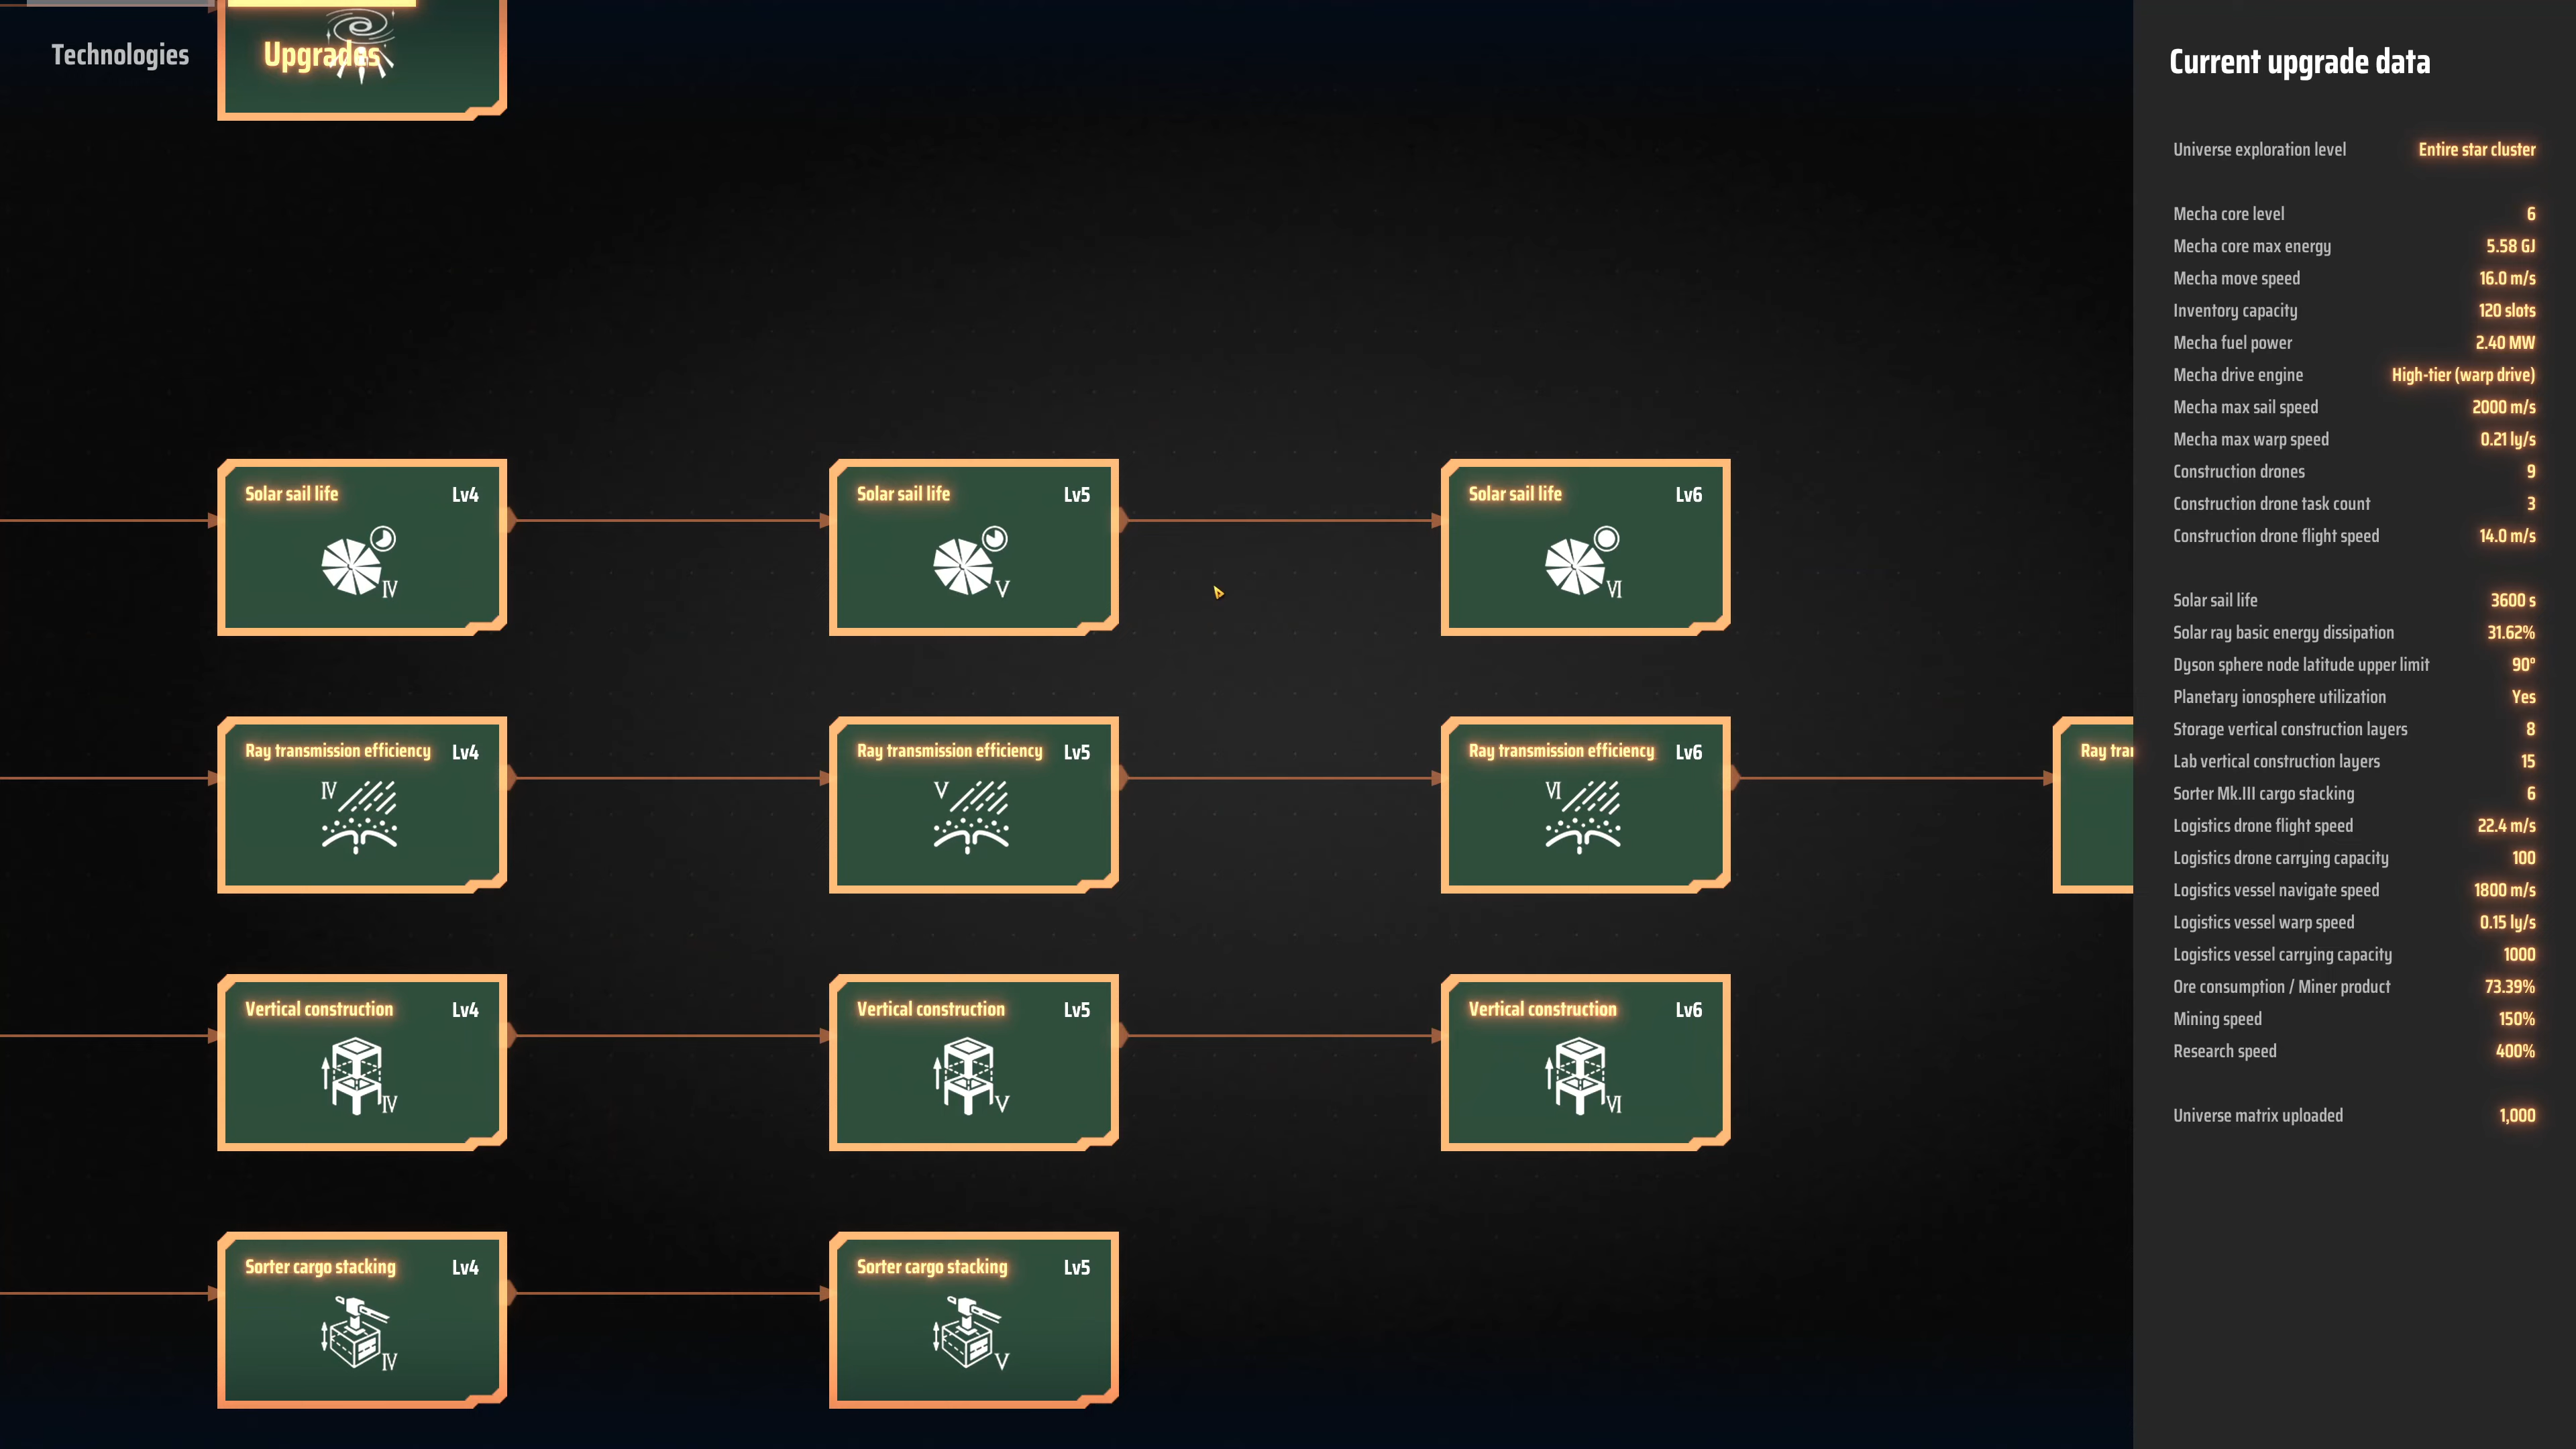 Technologies
Upgrades
Solar sail life Lv4
IV
Solar sail life Lv5
V
Solar sail life Lv6
VI
Ray transmission efficiency Lv4
IV
Ray transmission efficiency Lv5
V
Ray transmission efficiency Lv6
VI
Ray tra
Vertical construction Lv4
IV
Vertical construction Lv5
V
Vertical construction Lv6
VI
Sorter cargo stacking Lv4
IV
Sorter cargo stacking Lv5
V
Current upgrade data
Universe exploration level Entire star cluster
Mecha core level 6
Mecha core max energy 5.58 GJ
Mecha move speed 16.0 m/s
Inventory capacity 120 slots
Mecha fuel power 2.40 MW
Mecha drive engine High-tier (warp drive)
Mecha max sail speed 2000 m/s
Mecha max warp speed 0.21 ly/s
Construction drones 9
Construction drone task count 3
Construction drone flight speed 14.0 m/s
Solar sail life 3600 s
Solar ray basic energy dissipation 31.62%
Dyson sphere node latitude upper limit 90°
Planetary ionosphere utilization Yes
Storage vertical construction layers 8
Lab vertical construction layers 15
Sorter Mk.III cargo stacking 6
Logistics drone flight speed 22.4 m/s
Logistics drone carrying capacity 100
Logistics vessel navigate speed 1800 m/s
Logistics vessel warp speed 0.15 ly/s
Logistics vessel carrying capacity 1000
Ore consumption / Miner product 73.39%
Mining speed 150%
Research speed 400%
Universe matrix uploaded 1,000